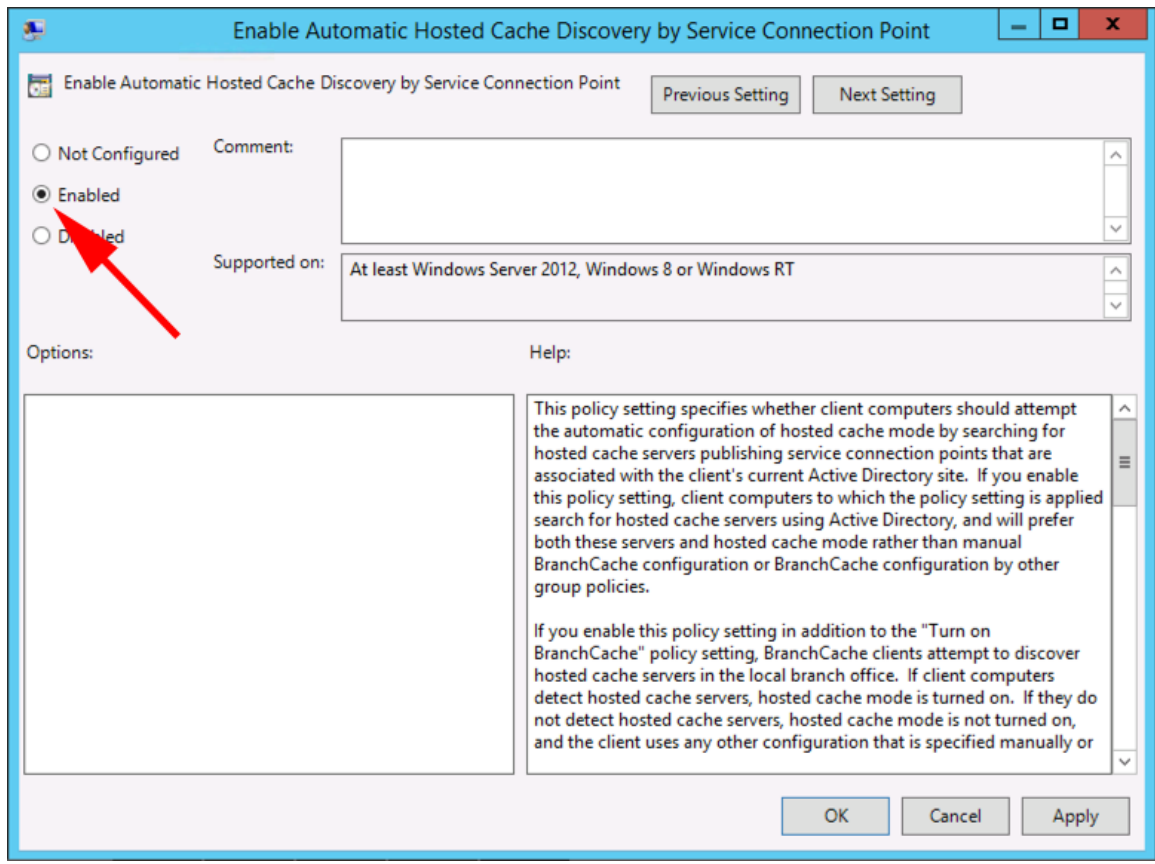 Enable Automatic Hosted Cache Discovery by Service Connection Point
Enable Automatic Hosted Cache Discovery by Service Connection Point
Previous Setting
Next Setting
Not Configured
Comment:
Enabled
Disabled
Supported on:
At least Windows Server 2012, Windows 8 or Windows RT
Options:
Help:
This policy setting specifies whether client computers should attempt
the automatic configuration of hosted cache mode by searching for
hosted cache servers publishing service connection points that are
associated with the client's current Active Directory site.  If you enable
this policy setting, client computers to which the policy setting is applied
search for hosted cache servers using Active Directory, and will prefer
both these servers and hosted cache mode rather than manual
BranchCache configuration or BranchCache configuration by other
group policies.
If you enable this policy setting in addition to the "Turn on
BranchCache" policy setting, BranchCache clients attempt to discover
hosted cache servers in the local branch office.  If client computers
detect hosted cache servers, hosted cache mode is turned on.  If they do
not detect hosted cache servers, hosted cache mode is not turned on,
and the client uses any other configuration that is specified manually or
OK
Cancel
Apply